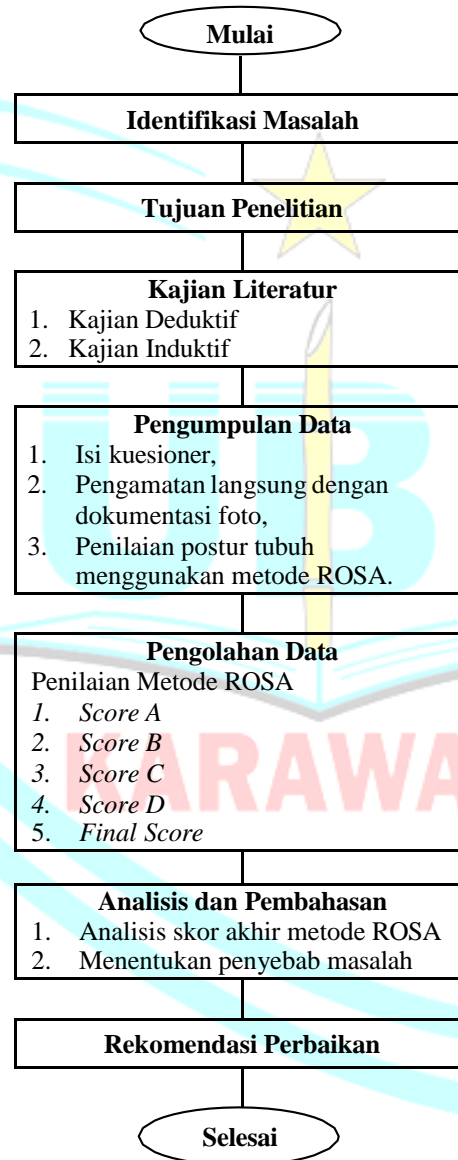 Mulai
Identifikasi Masalah
Tujuan Penelitian
Kajian Literatur
1. Kajian Deduktif
2. Kajian Induktif
Pengumpulan Data
1. Isi kuesioner,
2. Pengamatan langsung dengan
dokumentasi foto,
3. Penilaian postur tubuh
menggunakan metode ROSA.
Pengolahan Data
Penilaian Metode ROSA
1. Score A
2. Score B
3. Score C
4. Score D
5. Final Score
Analisis dan Pembahasan
1. Analisis skor akhir metode ROSA
2. Menentukan penyebab masalah
Rekomendasi Perbaikan
Selesai
UB
KARAWA